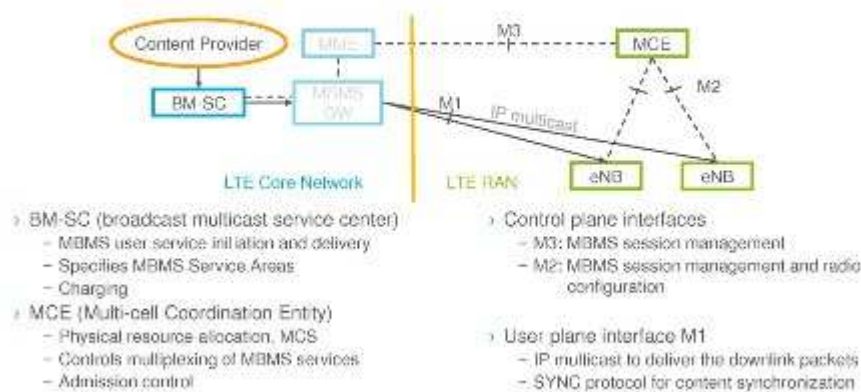 Content Provider
MME
M3
MCE
BM-SC
MBMS
GW
M1
IP multicast
M2
eNB
eNB
LTE Core Network
LTE RAN
› BM-SC (broadcast multicast service center)
– MBMS user service initiation and delivery
– Specifies MBMS Service Areas
– Charging
› MCE (Multi-cell Coordination Entity)
– Physical resource allocation, MCS
– Controls multiplexing of MBMS services
– Admission control
› Control plane interfaces
– M3: MBMS session management
– M2: MBMS session management and radio
configuration
› User plane interface M1
– IP multicast to deliver the downlink packets
– SYNC protocol for content synchronization